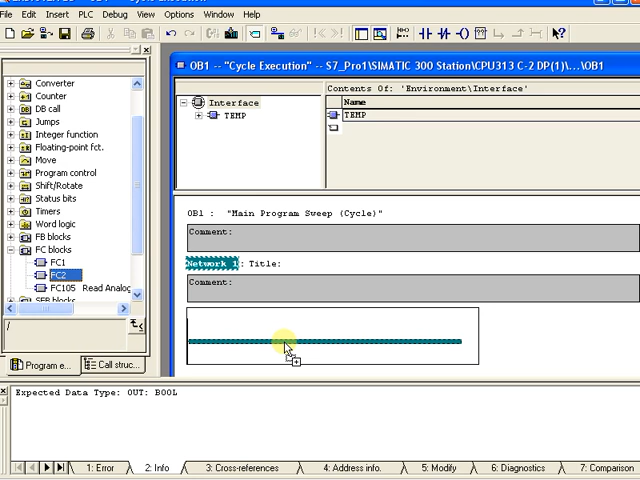 File Edit Insert PLC Debug View Options Window Help
OB1 -- "Cycle Execution" -- S7_Pro1\SIMATIC 300 Station\CPU313 C-2 DP(1)\...\OB1
Contents Of: 'Environment\Interface'
Interface
TEMP
Name
TEMP
Converter
Counter
DB call
Jumps
Integer function
Floating-point fct.
Move
Program control
Shift/Rotate
Status bits
Timers
Word logic
FB blocks
FC blocks
FC1
FC2
FC105 Read Analog
SFB blocks
OB1 : "Main Program Sweep (Cycle)"
Comment:
Network 1: Title:
Comment:
Program e...
Call struc...
Expected Data Type: OUT: BOOL
1: Error
2: Info
3: Cross-references
4: Address info.
5: Modify
6: Diagnostics
7: Comparison